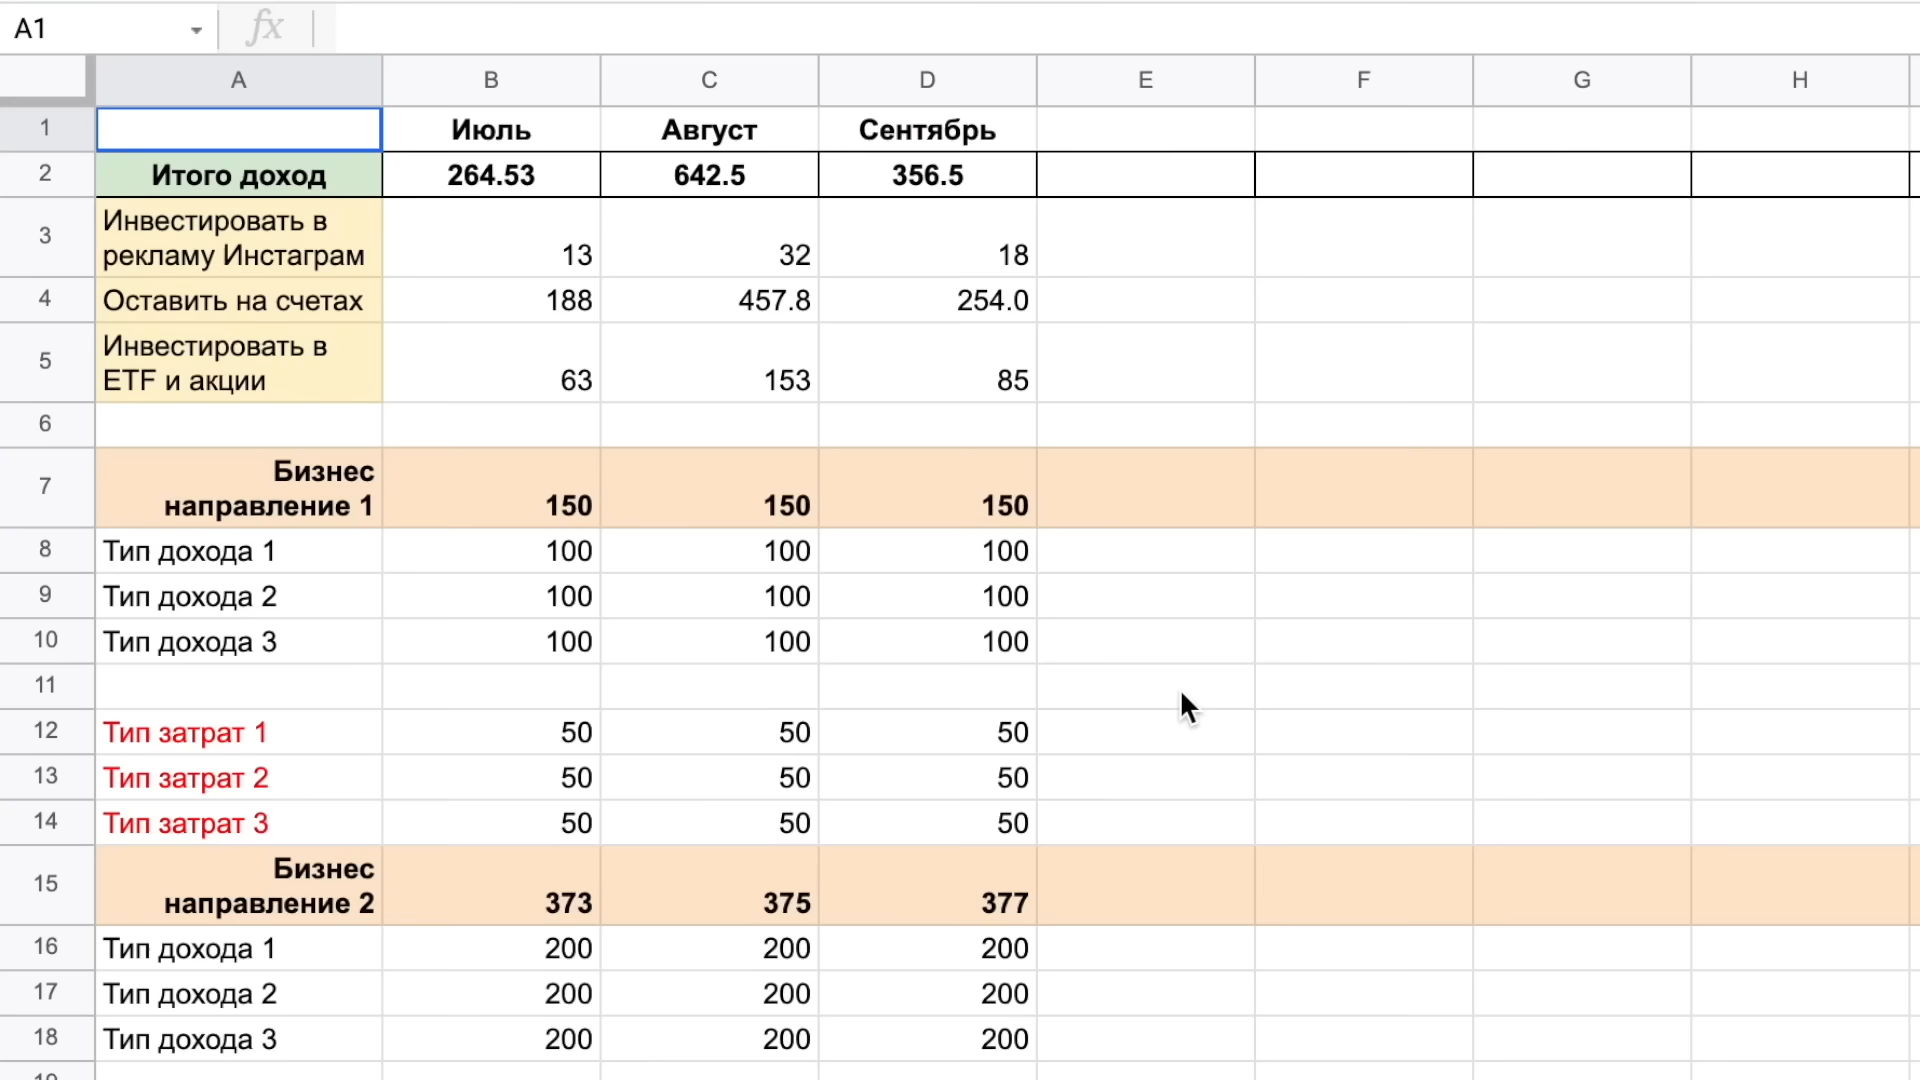 A1 fx
A B C D E F G H
1 Июль Август Сентябрь
2 Итого доход 264.53 642.5 356.5
Инвестировать в
3 рекламу Инстаграм 13 32 18
4 Оставить на счетах 188 457.8 254.0
Инвестировать в
5 ETF и акции 63 153 85
6
Бизнес
7 направление 1 150 150 150
8 Тип дохода 1 100 100 100
9 Тип дохода 2 100 100 100
10 Тип дохода 3 100 100 100
11
12 Тип затрат 1 50 50 50
13 Тип затрат 2 50 50 50
14 Тип затрат 3 50 50 50
Бизнес
15 направление 2 373 375 377
16 Тип дохода 1 200 200 200
17 Тип дохода 2 200 200 200
18 Тип дохода 3 200 200 200